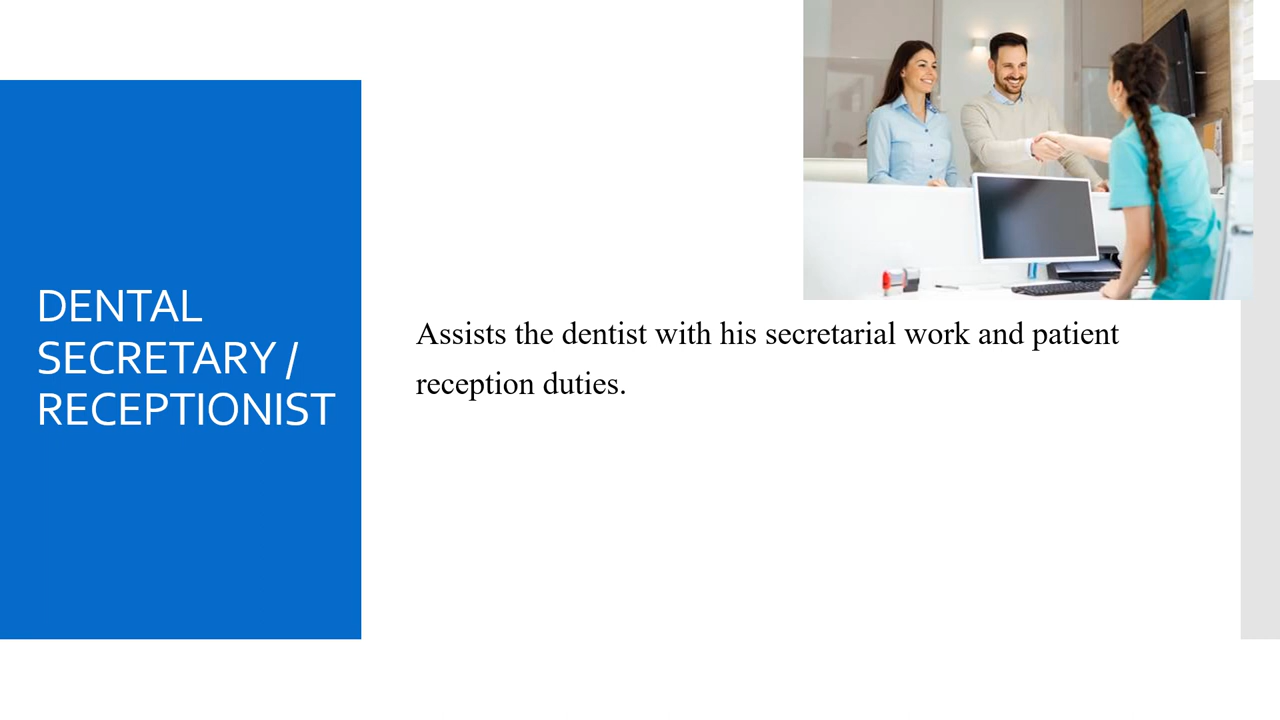 DENTAL
SECRETARY /
RECEPTIONIST
Assists the dentist with his secretarial work and patient
reception duties.